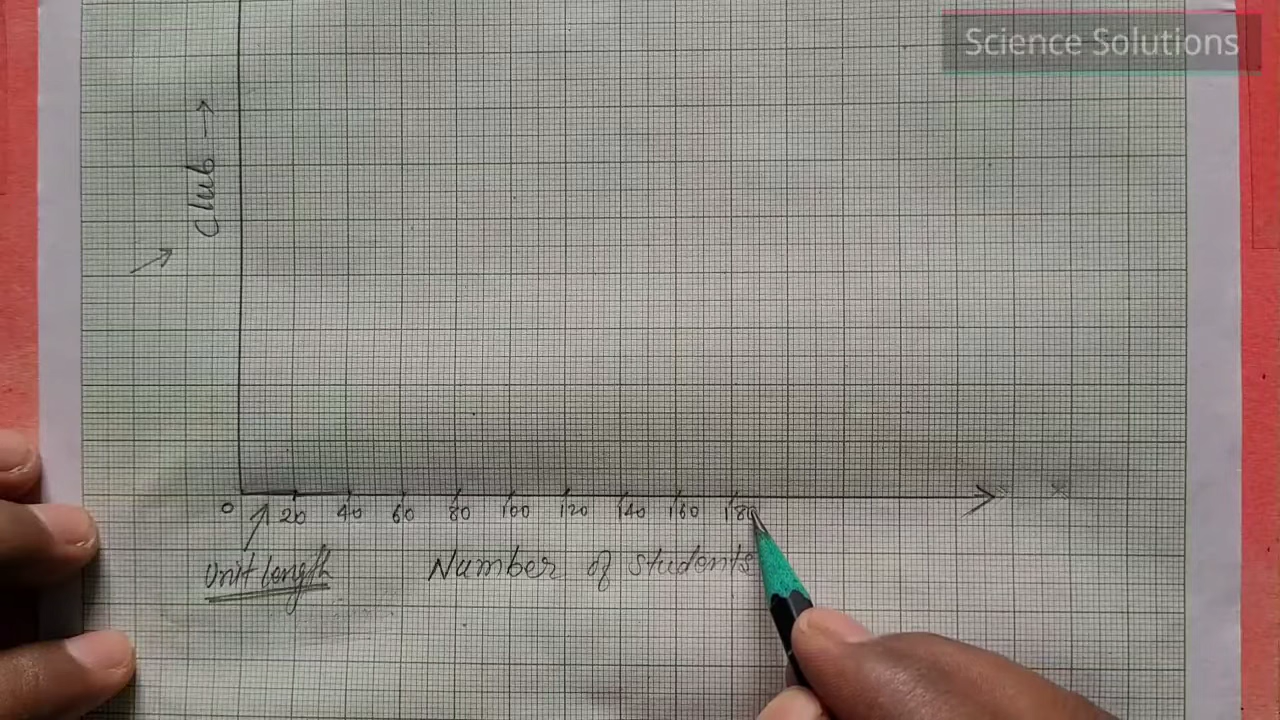 Science Solutions
Club →
0 20 40 60 80 100 120 140 160 180
Unit length
Number of students